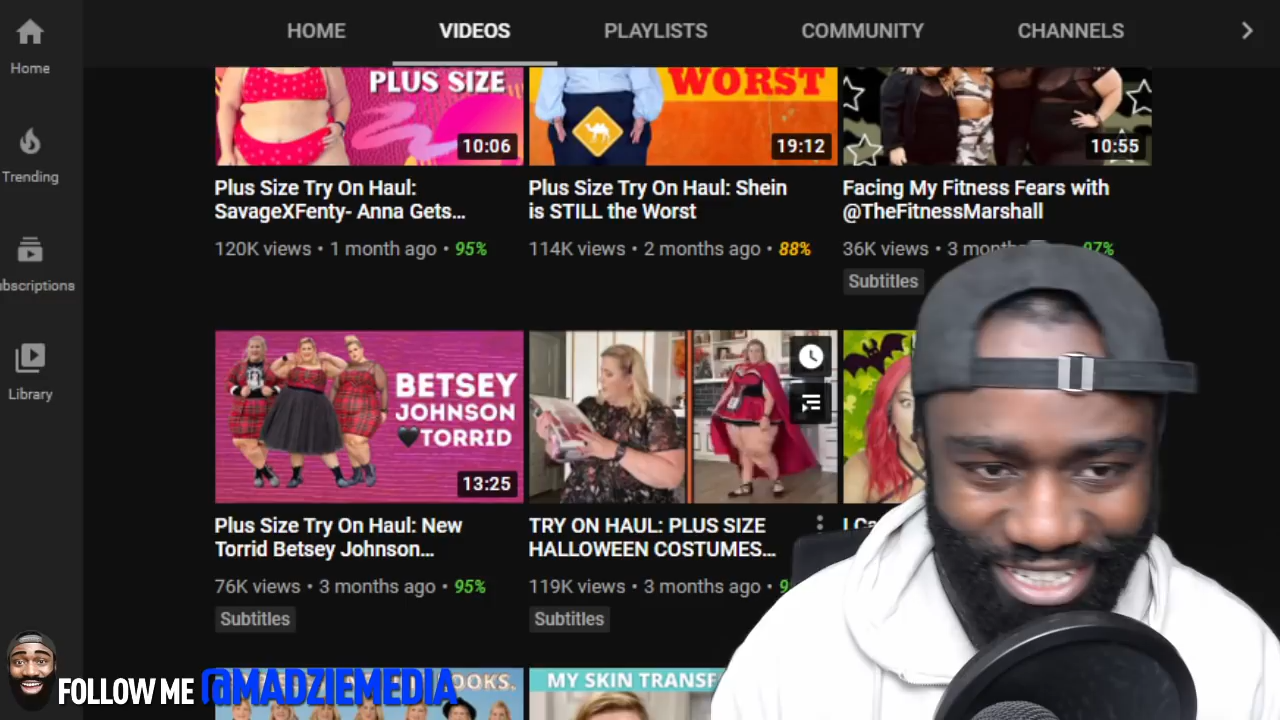 HOME
VIDEOS
PLAYLISTS
COMMUNITY
CHANNELS
Home
Trending
bscriptions
Library
PLUS SIZE
10:06
WORST
19:12
10:55
Plus Size Try On Haul:
SavageXFenty- Anna Gets...
120K views • 1 month ago • 95%
Plus Size Try On Haul: Shein
is STILL the Worst
114K views • 2 months ago • 88%
Facing My Fitness Fears with
@TheFitnessMarshall
36K views • 3 month 97%
Subtitles
BETSEY
JOHNSON
🖤TORRID
13:25
Plus Size Try On Haul: New
Torrid Betsey Johnson...
76K views • 3 months ago • 95%
Subtitles
TRY ON HAUL: PLUS SIZE
HALLOWEEN COSTUMES...
119K views • 3 months ago •
Subtitles
I
OOKS.
MY SKIN TRANSF
FOLLOW ME @MADZIEMEDIA